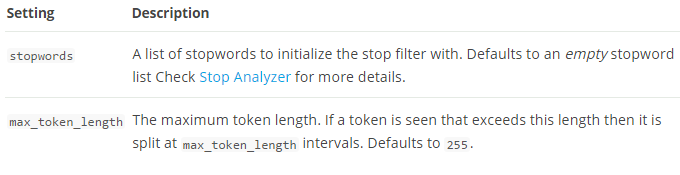 Setting Description
stopwords A list of stopwords to initialize the stop filter with. Defaults to an empty stopword
list Check Stop Analyzer for more details.
max_token_length The maximum token length. If a token is seen that exceeds this length then it is
split at max_token_length intervals. Defaults to 255.